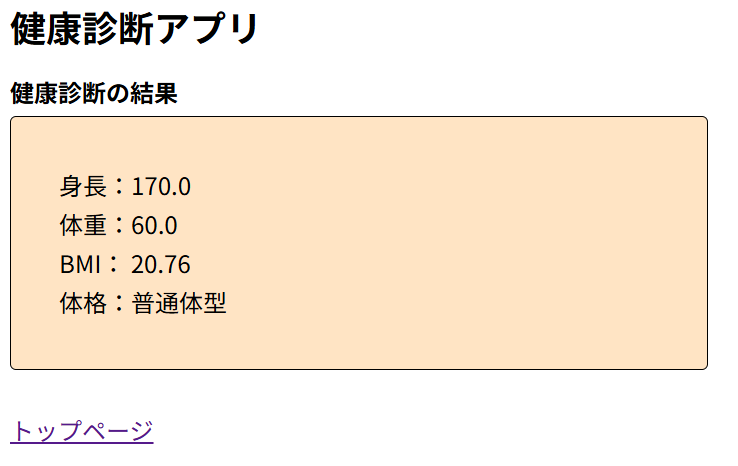 健康診断アプリ
健康診断の結果
身長：170.0
体重：60.0
BMI： 20.76
体格：普通体型
トップページ